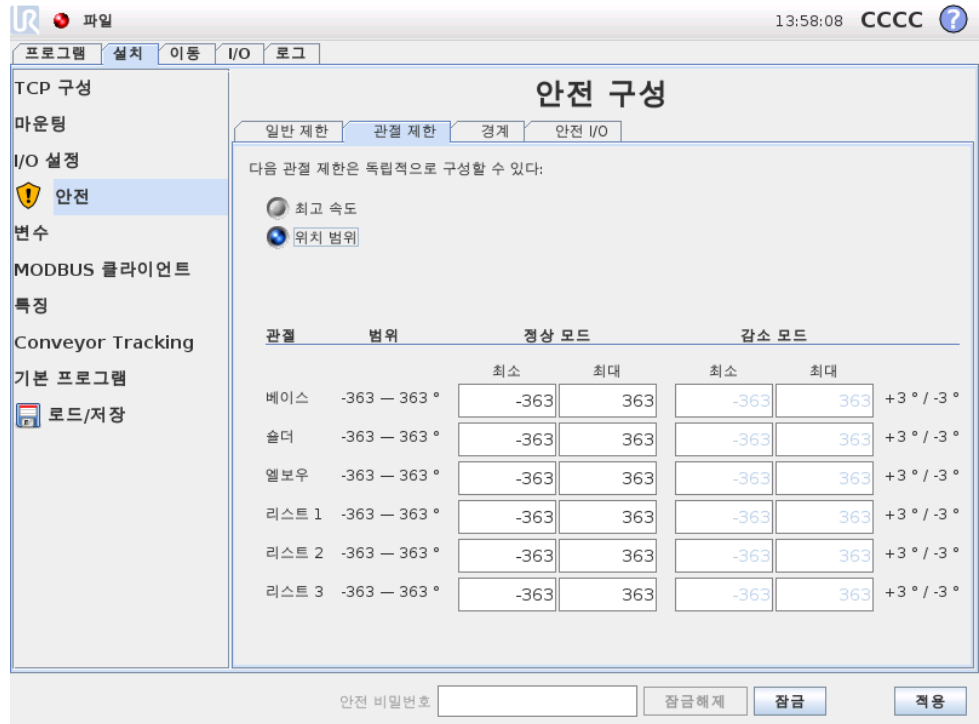 UR 파일 13:58:08 CCCC ?
프로그램 설치 이동 I/O 로그
TCP 구성
마운팅
I/O 설정
안전
변수
MODBUS 클라이언트
특징
Conveyor Tracking
기본 프로그램
로드/저장
안전 구성
일반 제한 관절 제한 경계 안전 I/O
다음 관절 제한은 독립적으로 구성할 수 있다:
최고 속도
위치 범위
관절 범위 정상 모드 감소 모드
최소 최대 최소 최대
베이스 -363 — 363 ° -363 363 -363 363 +3 ° / -3 °
숄더 -363 — 363 ° -363 363 -363 363 +3 ° / -3 °
엘보우 -363 — 363 ° -363 363 -363 363 +3 ° / -3 °
리스트 1 -363 — 363 ° -363 363 -363 363 +3 ° / -3 °
리스트 2 -363 — 363 ° -363 363 -363 363 +3 ° / -3 °
리스트 3 -363 — 363 ° -363 363 -363 363 +3 ° / -3 °
안전 비밀번호 잠금해제 잠금 적용